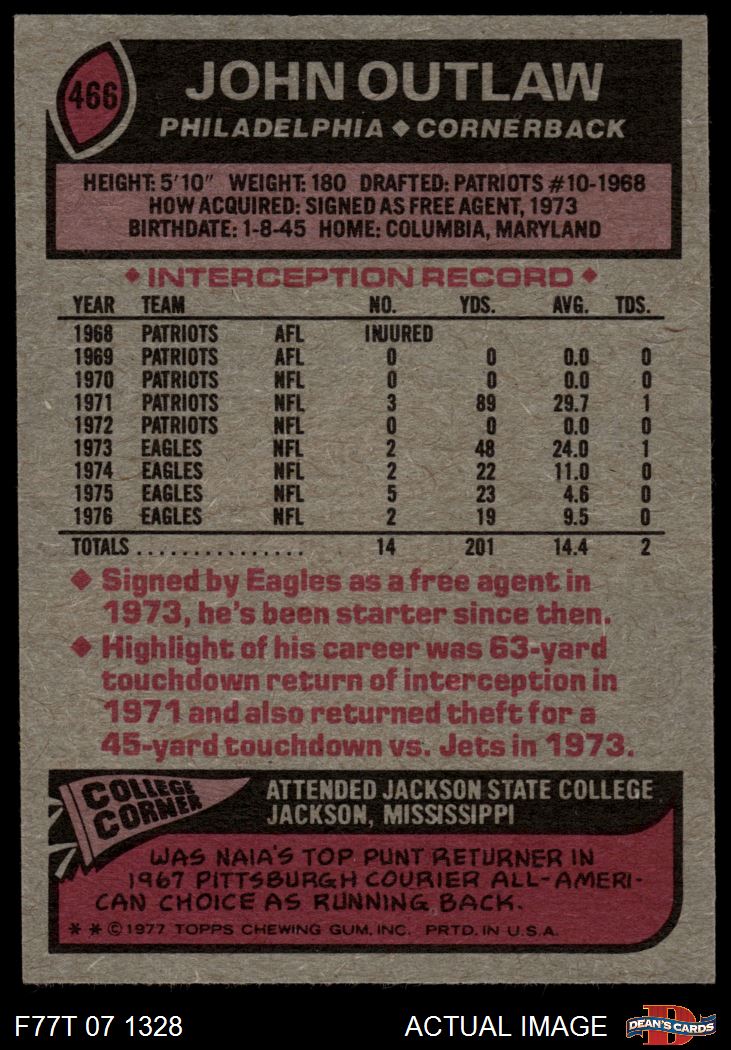 466
JOHN OUTLAW
PHILADELPHIA ◆ CORNERBACK
HEIGHT: 5'10" WEIGHT: 180 DRAFTED: PATRIOTS #10-1968
HOW ACQUIRED: SIGNED AS FREE AGENT, 1973
BIRTHDATE: 1-8-45 HOME: COLUMBIA, MARYLAND
◆ INTERCEPTION RECORD ◆
YEAR TEAM NO. YDS. AVG. TDS.
1968 PATRIOTS AFL INJURED
1969 PATRIOTS AFL 0 0 0.0 0
1970 PATRIOTS NFL 0 0 0.0 0
1971 PATRIOTS NFL 3 89 29.7 1
1972 PATRIOTS NFL 0 0 0.0 0
1973 EAGLES NFL 2 48 24.0 1
1974 EAGLES NFL 2 22 11.0 0
1975 EAGLES NFL 5 23 4.6 0
1976 EAGLES NFL 2 19 9.5 0
TOTALS ............... 14 201 14.4 2
◆ Signed by Eagles as a free agent in
1973, he's been starter since then.
◆ Highlight of his career was 63-yard
touchdown return of interception in
1971 and also returned theft for a
45-yard touchdown vs. Jets in 1973.
COLLEGE
CORNER
ATTENDED JACKSON STATE COLLEGE
JACKSON, MISSISSIPPI
WAS NAIA'S TOP PUNT RETURNER IN
1967 PITTSBURGH COURIER ALL-AMERI-
CAN CHOICE AS RUNNING BACK.
* * © 1977 TOPPS CHEWING GUM, INC. PRTD. IN U.S.A.
F77T 07 1328 ACTUAL IMAGE
D
DEAN'S CARDS